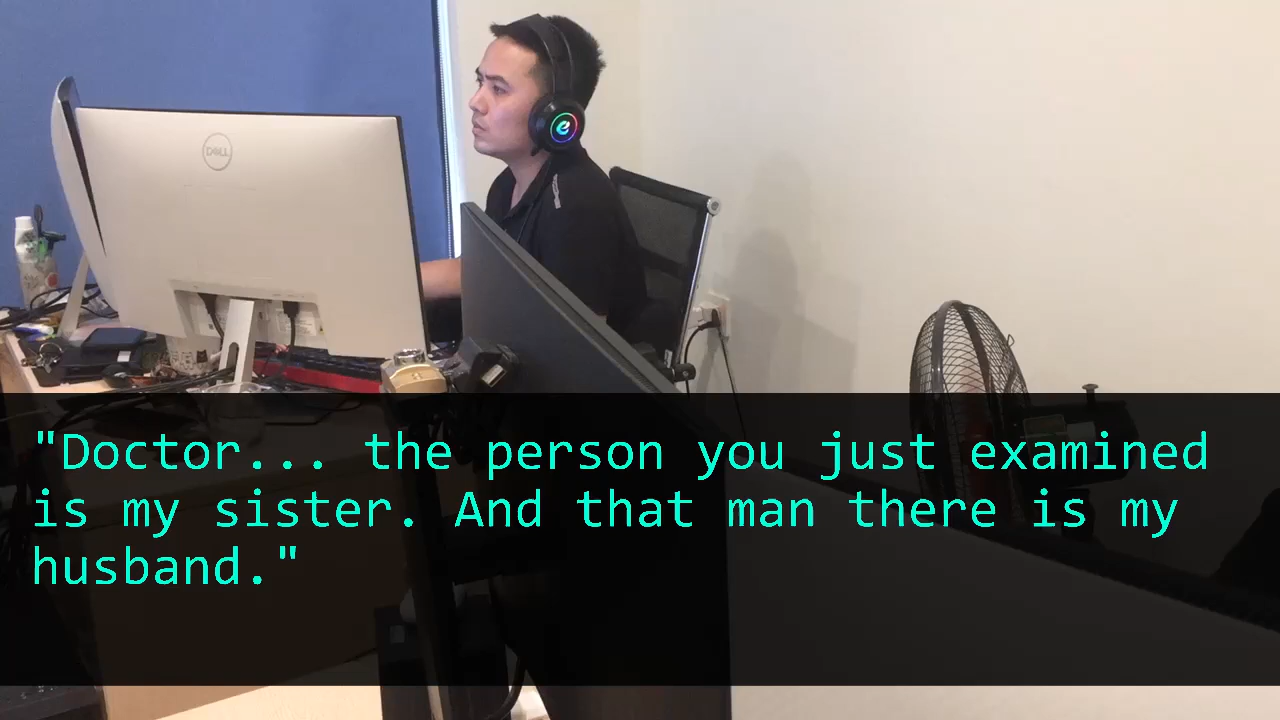 DELL
"Doctor... the person you just examined
is my sister. And that man there is my
husband."